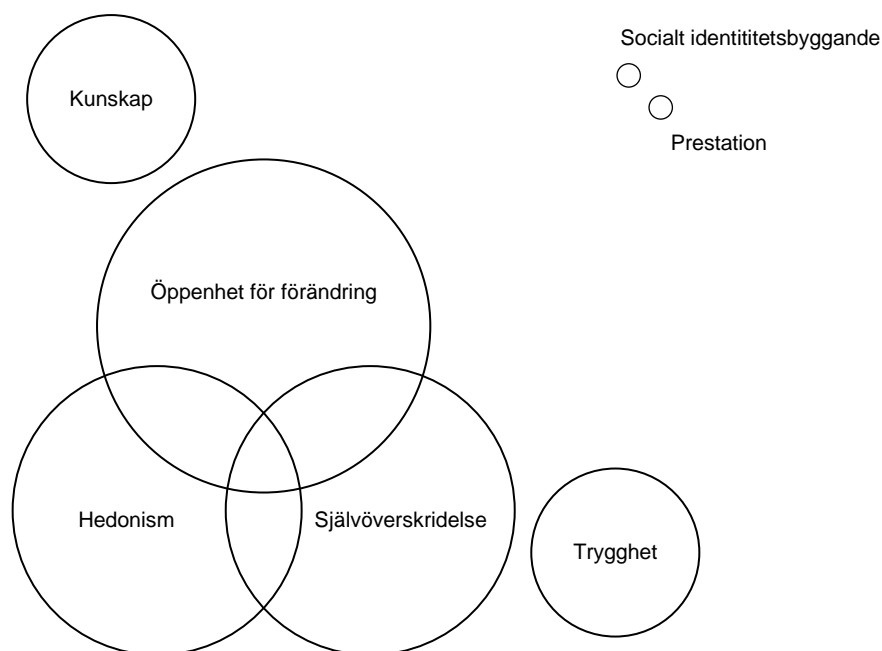 Socialt identititetsbyggande
Kunskap
Prestation
Öppenhet för förändring
Hedonism
Självöverskridelse
Trygghet